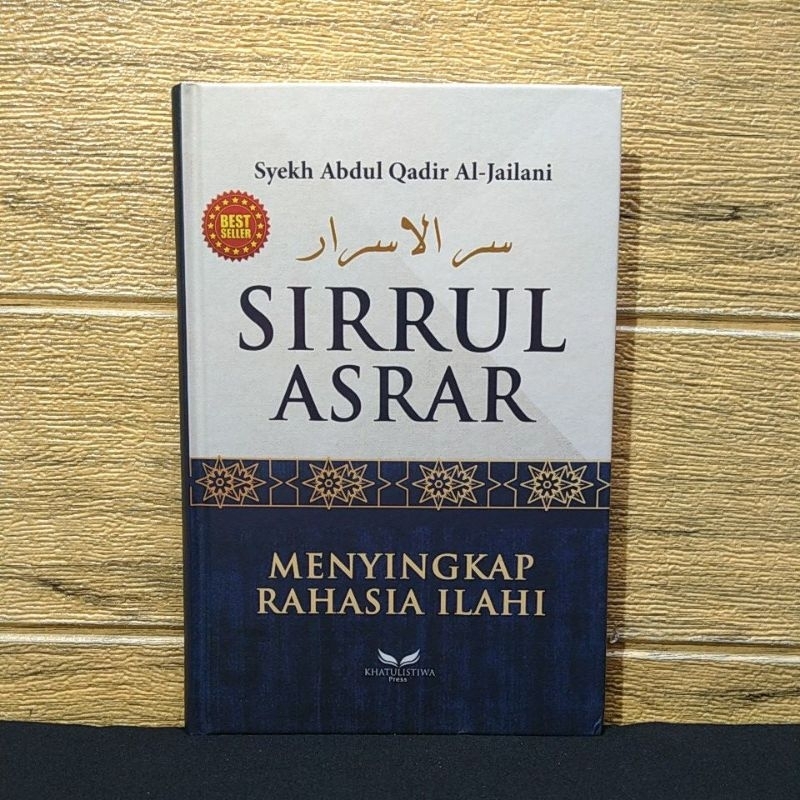 Syekh Abdul Qadir Al-Jailani
BEST
SELLER
سر الاسرار
SIRRUL
ASRAR
MENYINGKAP
RAHASIA ILAHI
KHATULISTIWA
Press